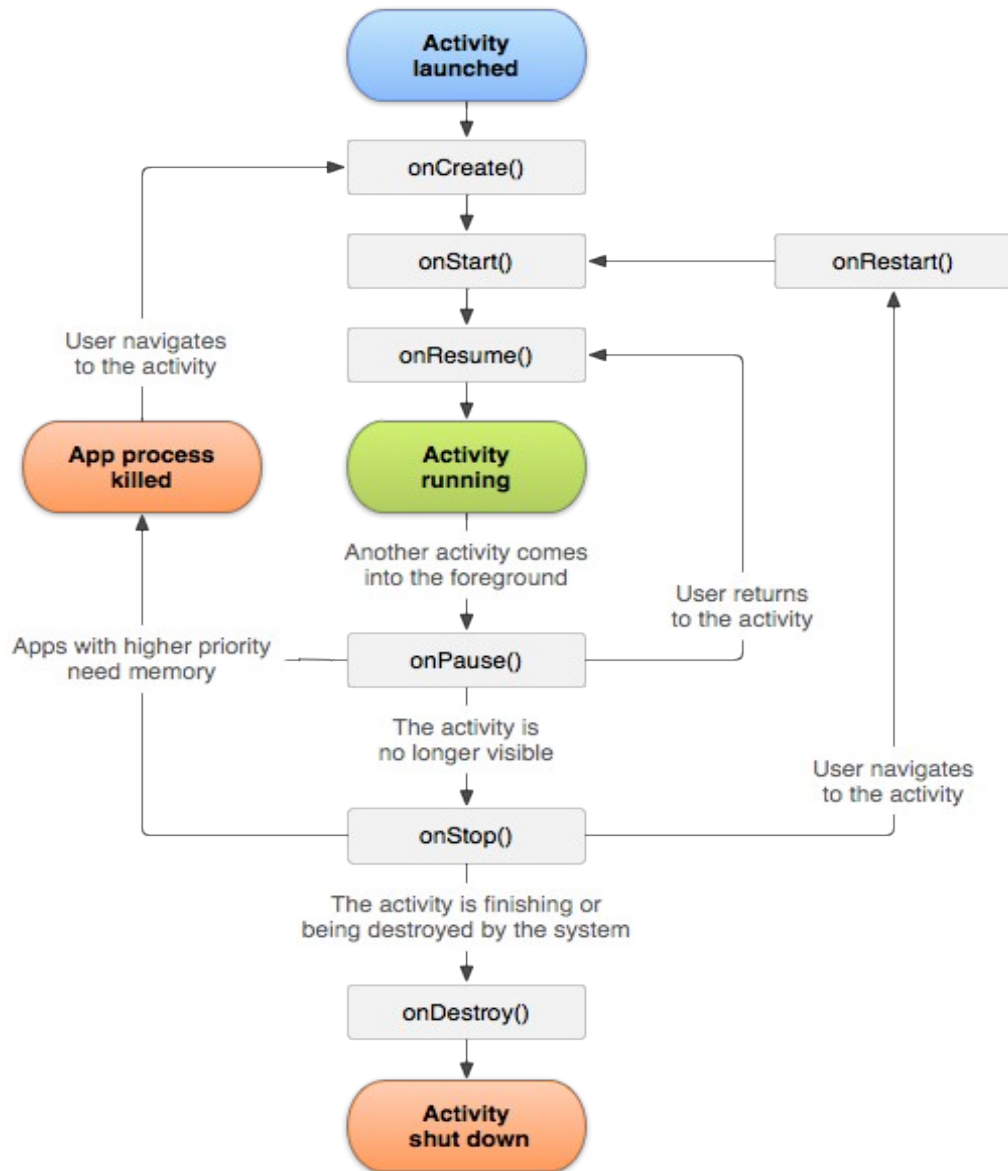 Activity
launched
onCreate()
onStart()
onRestart()
User navigates
to the activity
onResume()
App process
killed
Activity
running
Another activity comes
into the foreground
User returns
to the activity
Apps with higher priority
need memory
onPause()
The activity is
no longer visible
User navigates
to the activity
onStop()
The activity is finishing or
being destroyed by the system
onDestroy()
Activity
shut down